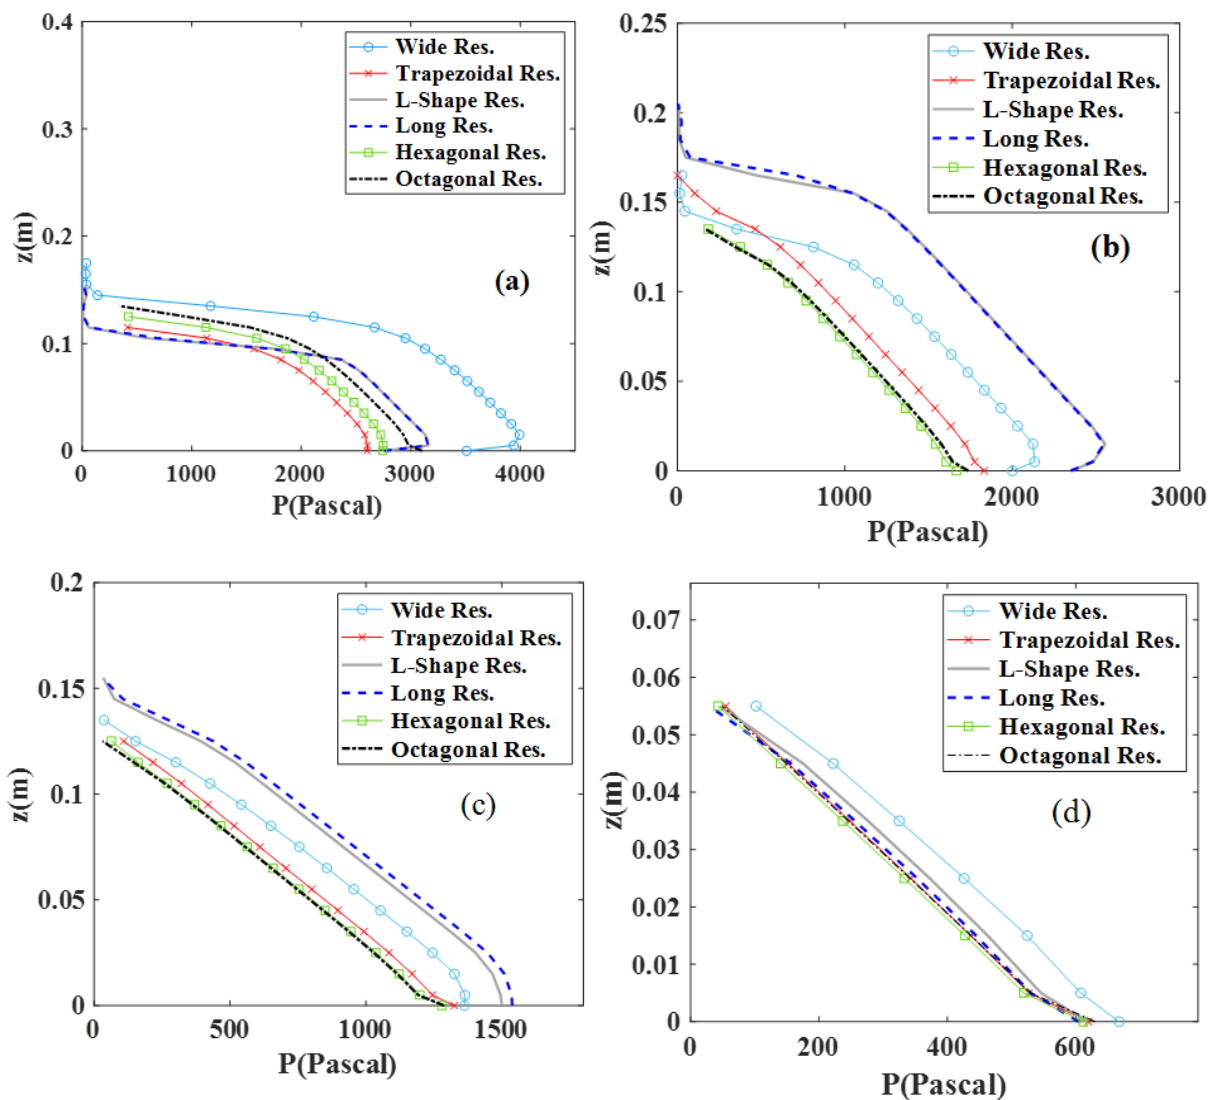 0.4
0.3
0.2
0.1
0
z(m)
Wide Res.
Trapezoidal Res.
L-Shape Res.
Long Res.
Hexagonal Res.
Octagonal Res.
(a)
0 1000 2000 3000 4000 4500
P(Pascal)
0.25
0.2
0.15
0.1
0.05
0
z(m)
Wide Res.
Trapezoidal Res.
L-Shape Res.
Long Res.
Hexagonal Res.
Octagonal Res.
(b)
0 1000 2000 3000
P(Pascal)
0.2
0.15
0.1
0.05
0
z(m)
Wide Res.
Trapezoidal Res.
L-Shape Res.
Long Res.
Hexagonal Res.
Octagonal Res.
(c)
0 500 1000 1500
P(Pascal)
0.07
0.06
0.05
0.04
0.03
0.02
0.01
0
z(m)
Wide Res.
Trapezoidal Res.
L-Shape Res.
Long Res.
Hexagonal Res.
Octagonal Res.
(d)
0 200 400 600
P(Pascal)